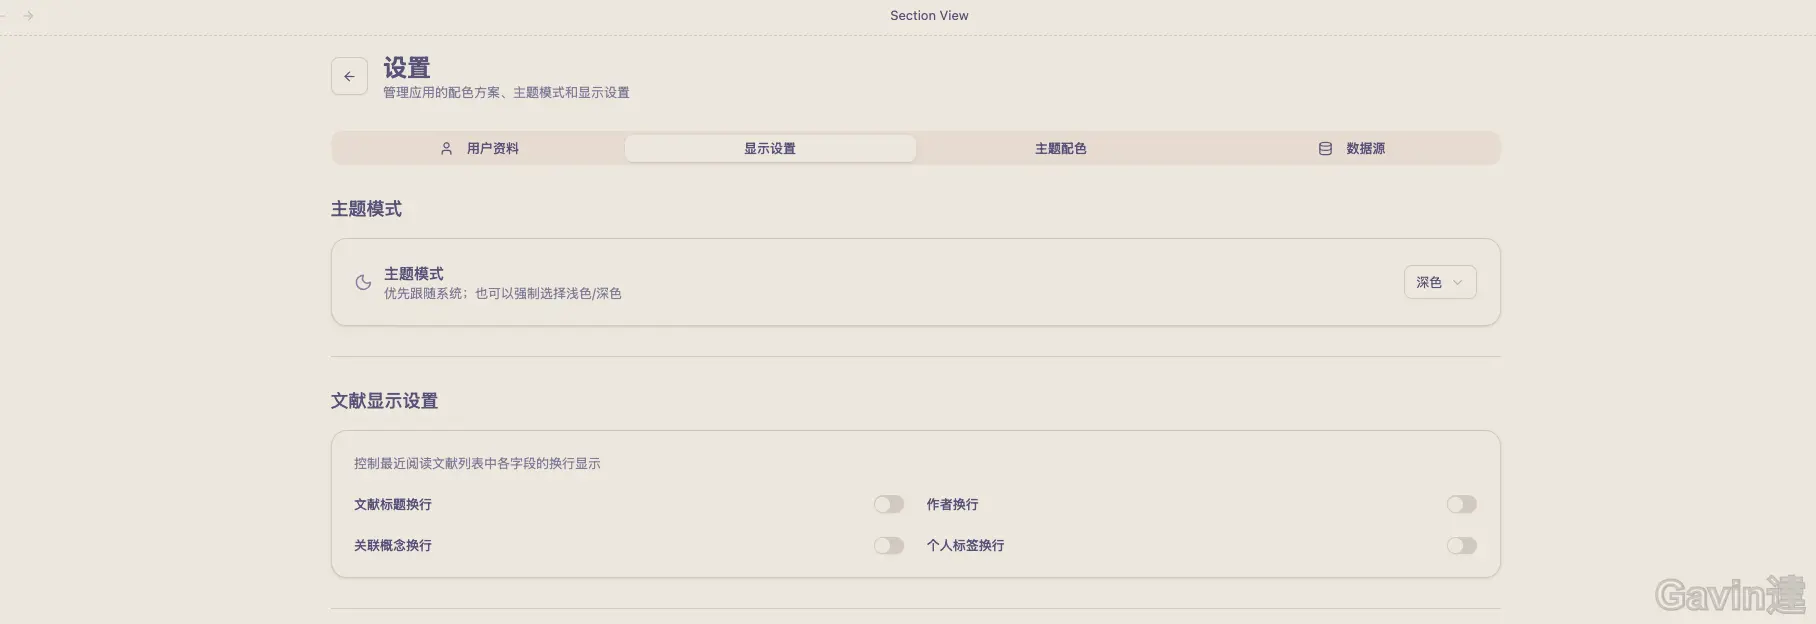 Section View
设置
管理应用的配色方案、主题模式和显示设置
用户资料
显示设置
主题配色
数据源
主题模式
主题模式
优先跟随系统；也可以强制选择浅色/深色
深色
文献显示设置
控制最近阅读文献列表中各字段的换行显示
文献标题换行
作者换行
关联概念换行
个人标签换行
Gavin達